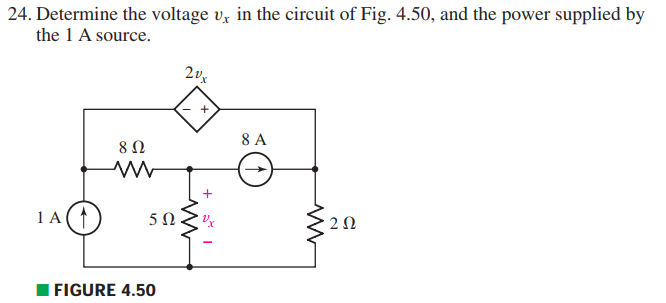 24. Determine the voltage vₓ in the circuit of Fig. 4.50, and the power supplied by
the 1 A source.
2vₓ
− +
8 Ω
8 A
+
1 A
5 Ω
vₓ
2 Ω
−
FIGURE 4.50